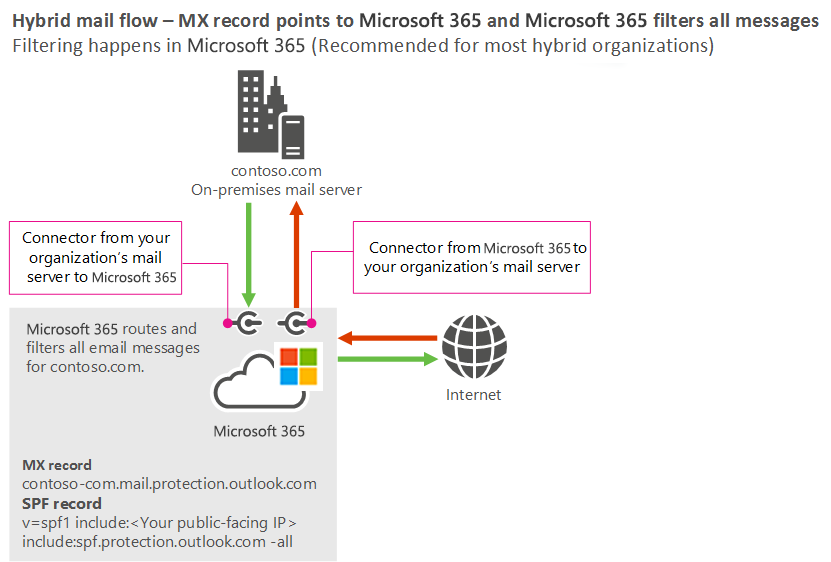 Hybrid mail flow – MX record points to Microsoft 365 and Microsoft 365 filters all messages
Filtering happens in Microsoft 365 (Recommended for most hybrid organizations)
contoso.com
On-premises mail server
Connector from your
organization's mail
server to Microsoft 365
Connector from Microsoft 365 to
your organization's mail server
Microsoft 365 routes and
filters all email messages
for contoso.com.
Microsoft 365
Internet
MX record
contoso-com.mail.protection.outlook.com
SPF record
v=spf1 include:<Your public-facing IP>
include:spf.protection.outlook.com -all